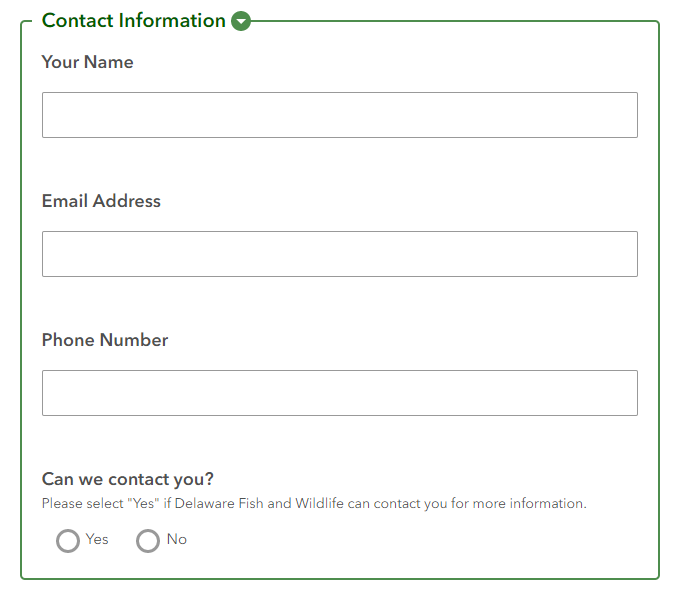 Contact Information
Your Name
Email Address
Phone Number
Can we contact you?
Please select "Yes" if Delaware Fish and Wildlife can contact you for more information.
Yes No